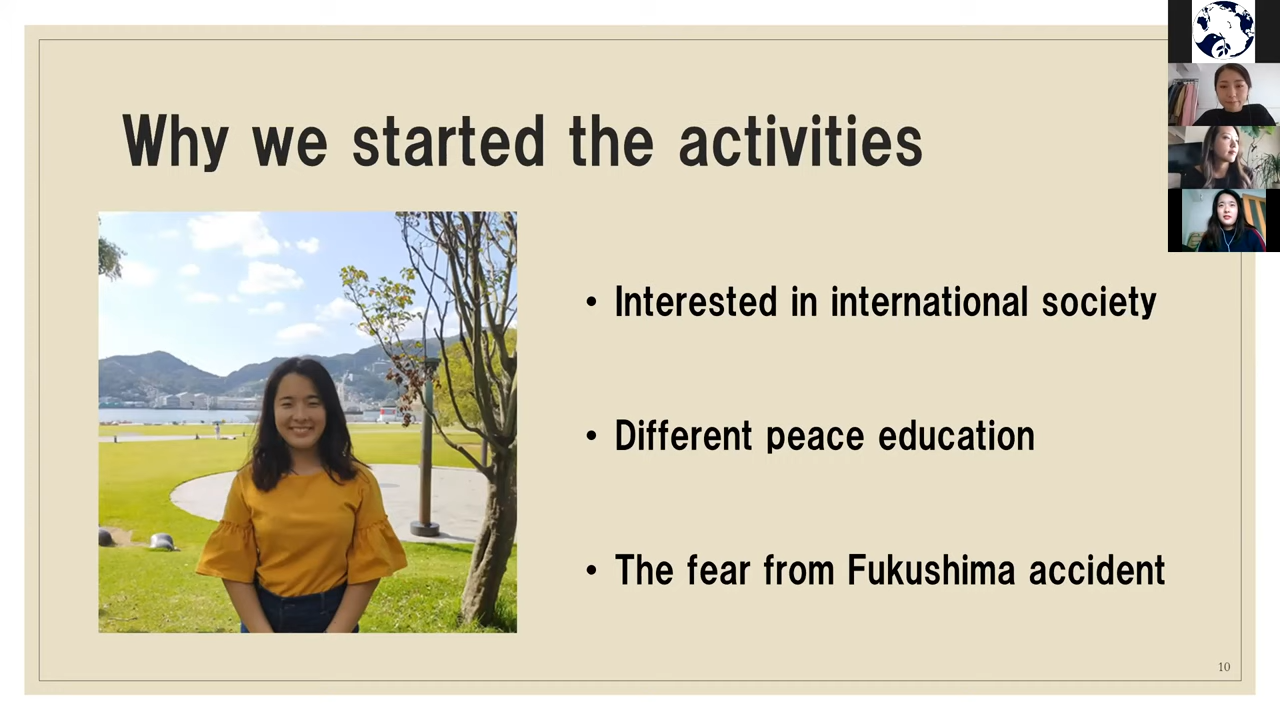 Why we started the activities
• Interested in international society
• Different peace education
• The fear from Fukushima accident
10